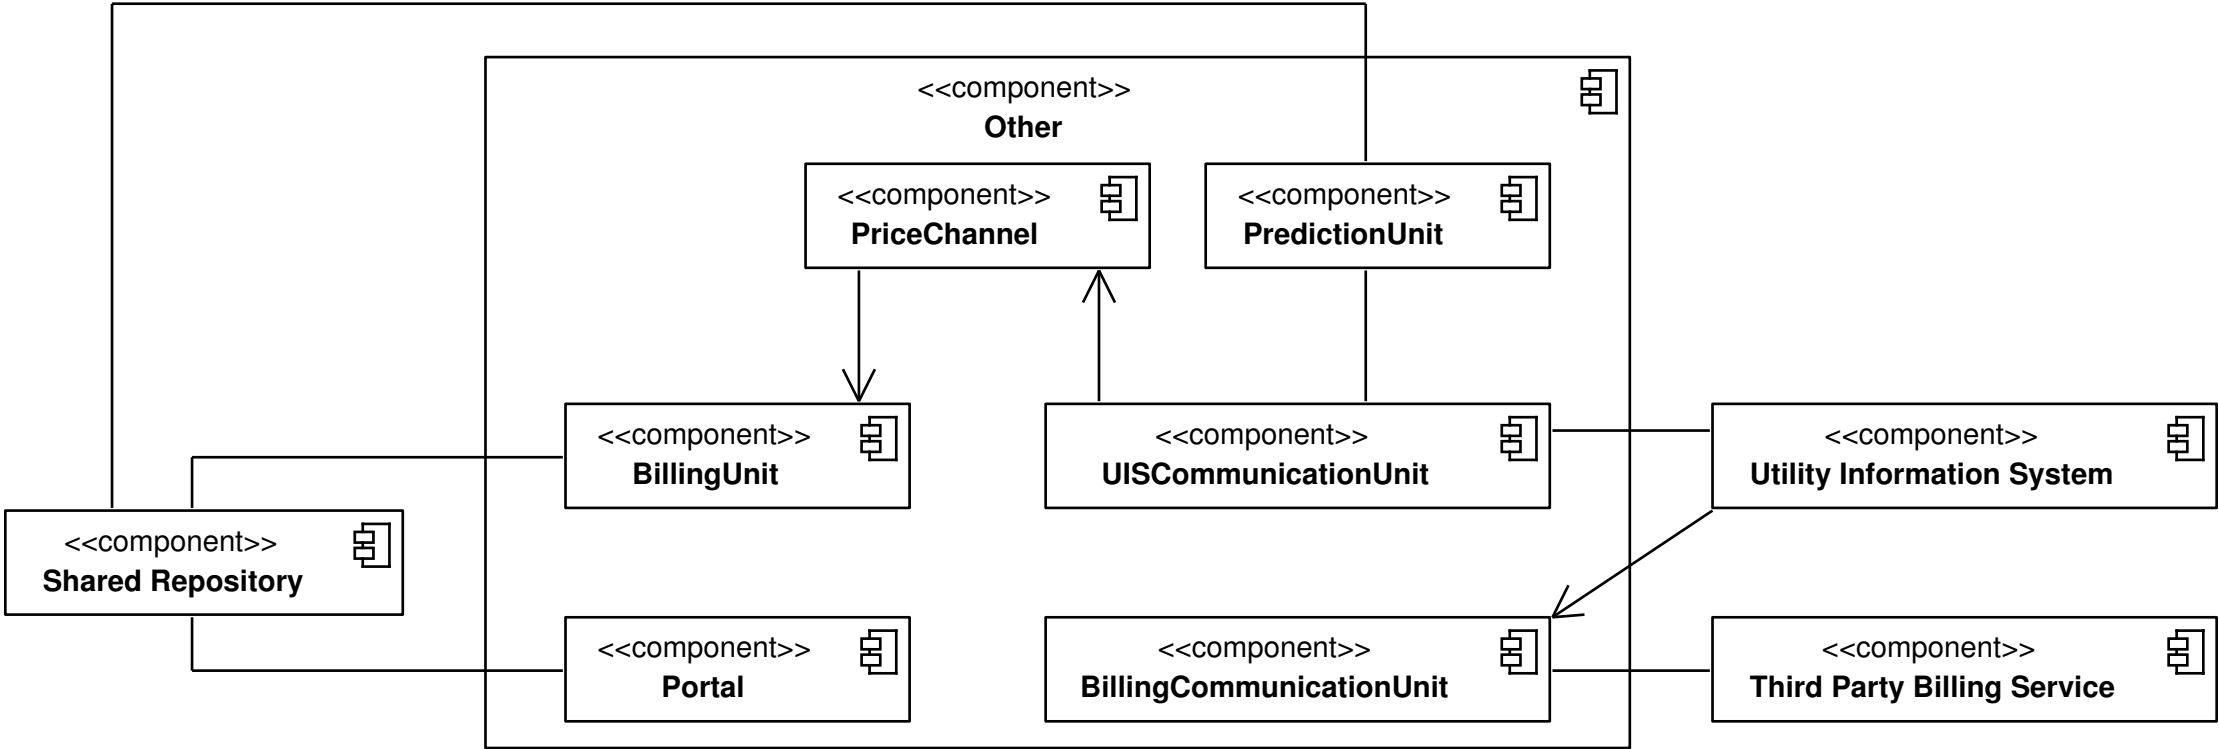 <<component>>
Other
<<component>>
PriceChannel
<<component>>
PredictionUnit
<<component>>
BillingUnit
<<component>>
UISCommunicationUnit
<<component>>
Utility Information System
<<component>>
Shared Repository
<<component>>
Portal
<<component>>
BillingCommunicationUnit
<<component>>
Third Party Billing Service